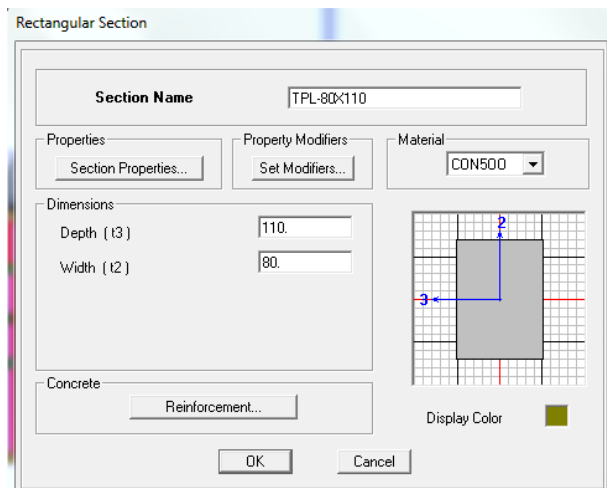 Rectangular Section
Section Name TPL-80X110
Properties
Section Properties...
Property Modifiers
Set Modifiers...
Material
CON500
Dimensions
Depth ( t3 ) 110.
Width ( t2 ) 80.
2
3
Concrete
Reinforcement...
Display Color
OK Cancel